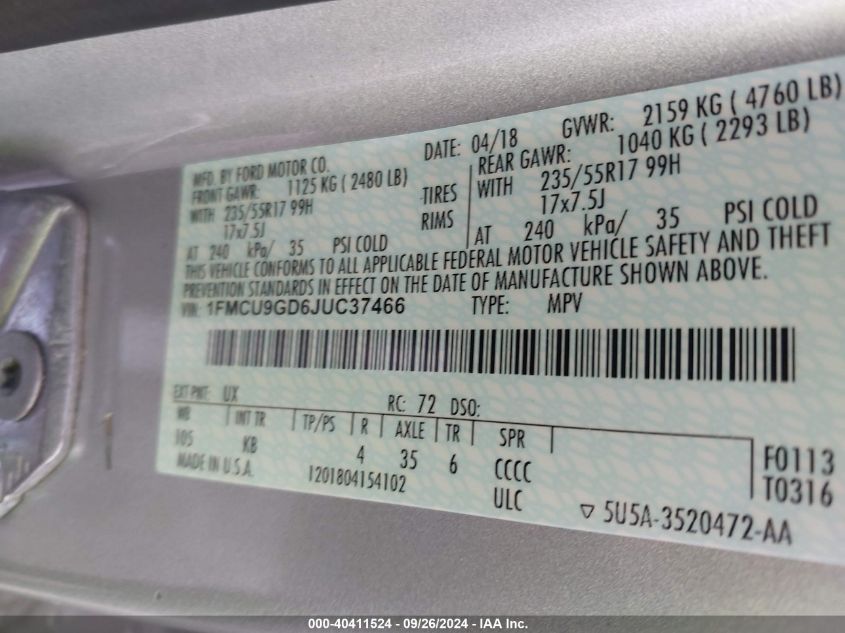 MFD. BY FORD MOTOR CO. DATE: 04/18 GVWR: 2159 KG ( 4760 LB)
FRONT GAWR: 1125 KG ( 2480 LB) REAR GAWR: 1040 KG ( 2293 LB)
WITH 235/55R17 99H TIRES WITH 235/55R17 99H
17x7.5J RIMS 17x7.5J
AT 240 kPa/ 35 PSI COLD AT 240 kPa/ 35 PSI COLD
THIS VEHICLE CONFORMS TO ALL APPLICABLE FEDERAL MOTOR VEHICLE SAFETY AND THEFT
PREVENTION STANDARDS IN EFFECT ON THE DATE OF MANUFACTURE SHOWN ABOVE.
VIN: 1FMCU9GD6JUC37466 TYPE: MPV
EXT PNT: UX RC: 72 DSO:
WB INT TR TP/PS R AXLE TR SPR
105 KB 4 35 6 CCCC F0113
MADE IN U.S.A. 1201804154102 ULC T0316
▽ 5U5A-3520472-AA
000-40411524 - 09/26/2024 - IAA Inc.